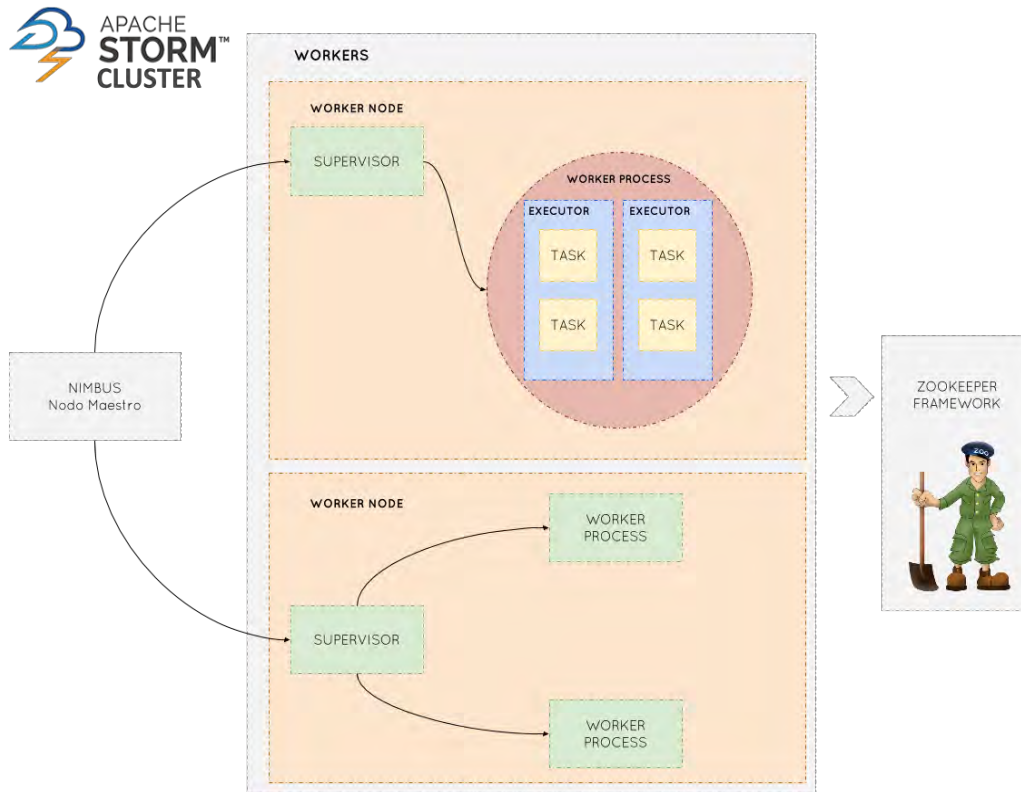 APACHE
STORM™
CLUSTER
WORKERS
WORKER NODE
SUPERVISOR
WORKER PROCESS
EXECUTOR
EXECUTOR
TASK
TASK
TASK
TASK
NIMBUS
Nodo Maestro
ZOOKEEPER
FRAMEWORK
ZOO
WORKER NODE
WORKER
PROCESS
SUPERVISOR
WORKER
PROCESS